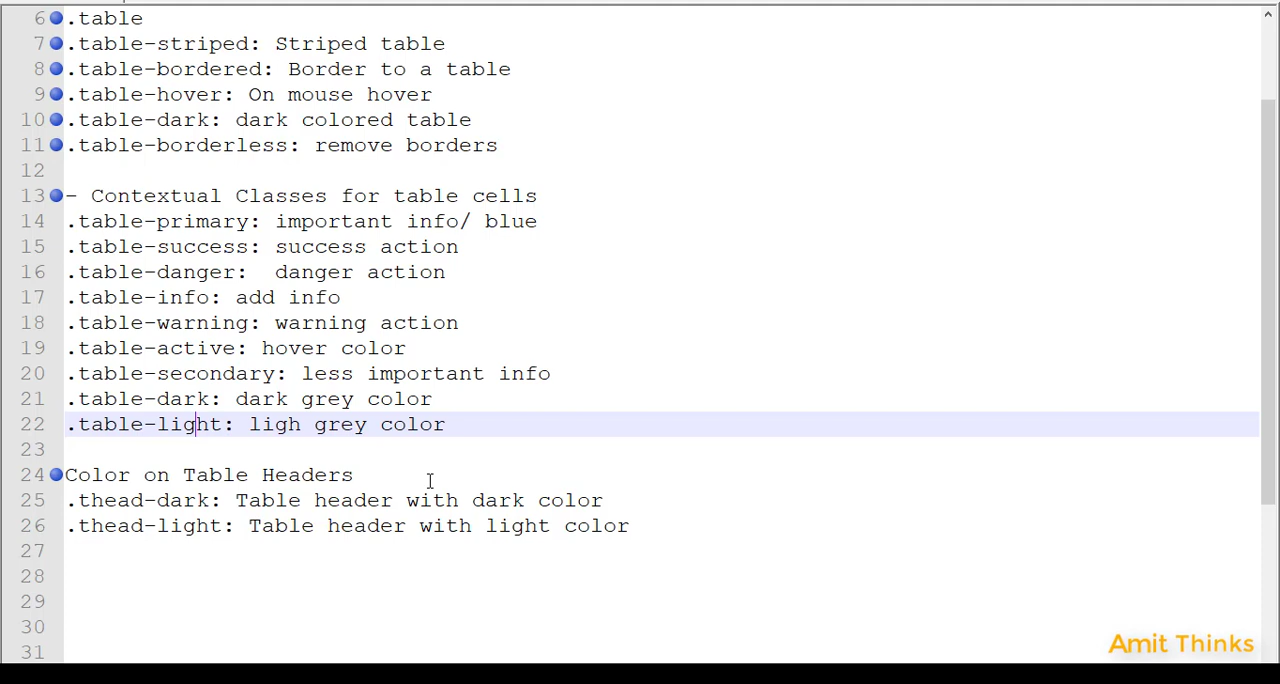 6 .table
7 .table-striped: Striped table
8 .table-bordered: Border to a table
9 .table-hover: On mouse hover
10 .table-dark: dark colored table
11 .table-borderless: remove borders
12
13 - Contextual Classes for table cells
14 .table-primary: important info/ blue
15 .table-success: success action
16 .table-danger:  danger action
17 .table-info: add info
18 .table-warning: warning action
19 .table-active: hover color
20 .table-secondary: less important info
21 .table-dark: dark grey color
22 .table-light: ligh grey color
23
24 Color on Table Headers
25 .thead-dark: Table header with dark color
26 .thead-light: Table header with light color
27
28
29
30
31
Amit Thinks